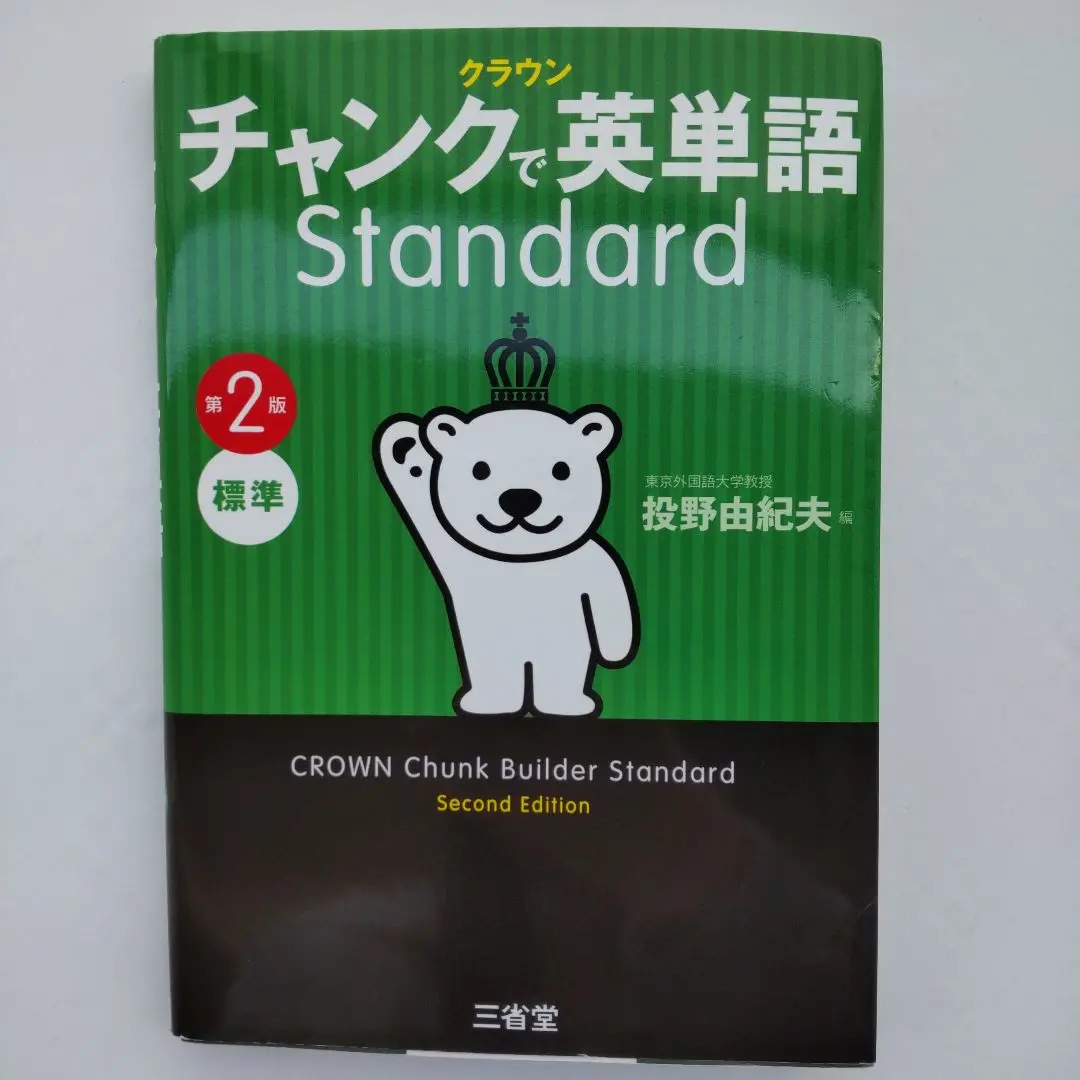 クラウン
チャンクで英単語
Standard
第2版
標準
東京外国語大学教授
投野由紀夫 編
CROWN Chunk Builder Standard
Second Edition
三省堂